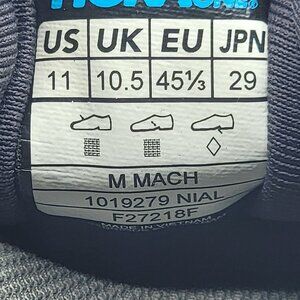 US UK EU JPN
11 10.5 45⅓ 29
M MACH
1019279 NIAL
F27218F
MADE IN VIETNAM